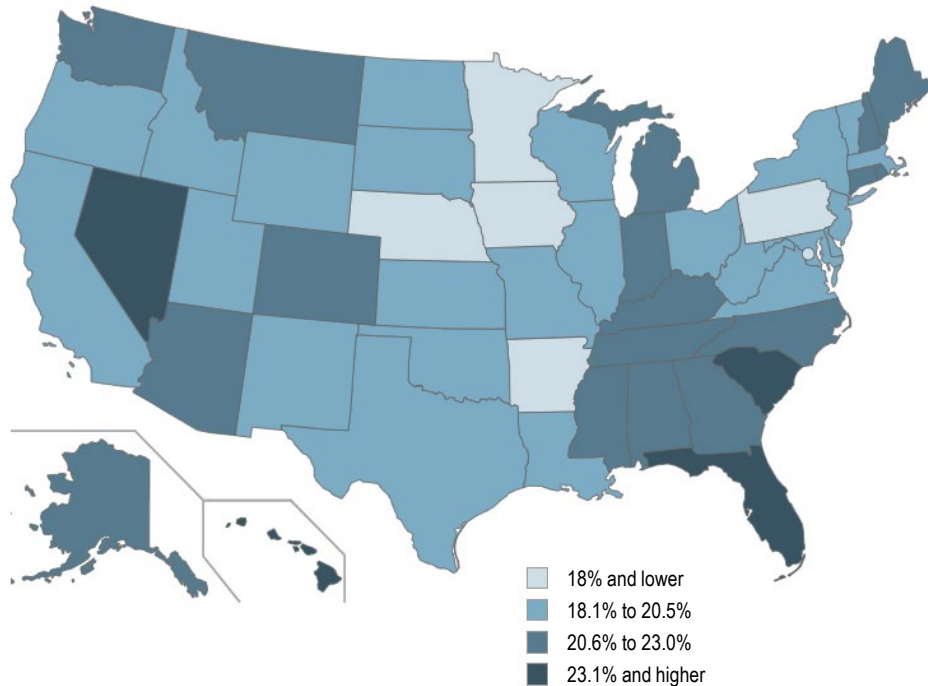 18% and lower
18.1% to 20.5%
20.6% to 23.0%
23.1% and higher